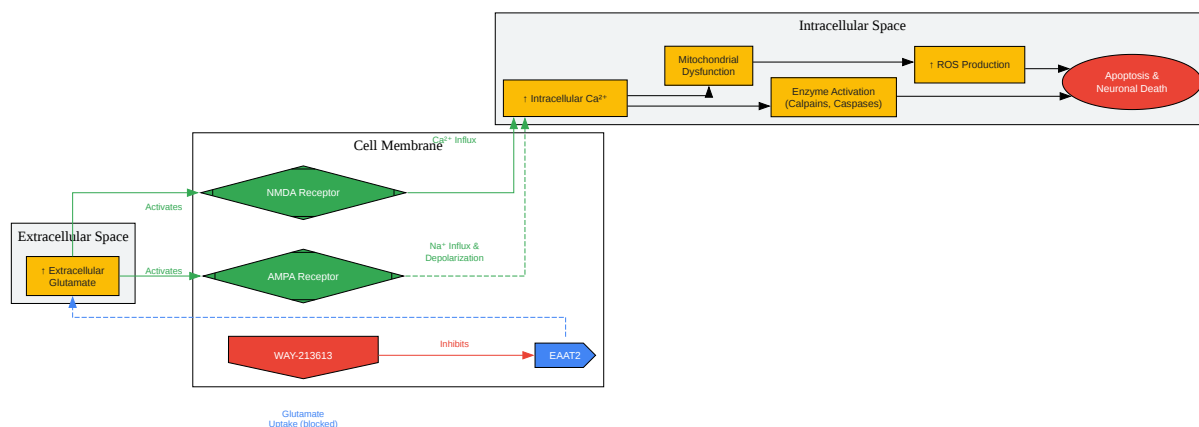 Intracellular Space
Mitochondrial
Dysfunction
↑ ROS Production
Apoptosis &
Neuronal Death
↑ Intracellular Ca²⁺
Enzyme Activation
(Calpains, Caspases)
Cell Membrane
Ca²⁺ Influx
NMDA Receptor
Activates
Extracellular Space
↑ Extracellular
Glutamate
Activates
AMPA Receptor
Na⁺ Influx &
Depolarization
WAY-213613
Inhibits
EAAT2
Glutamate
Uptake (blocked)